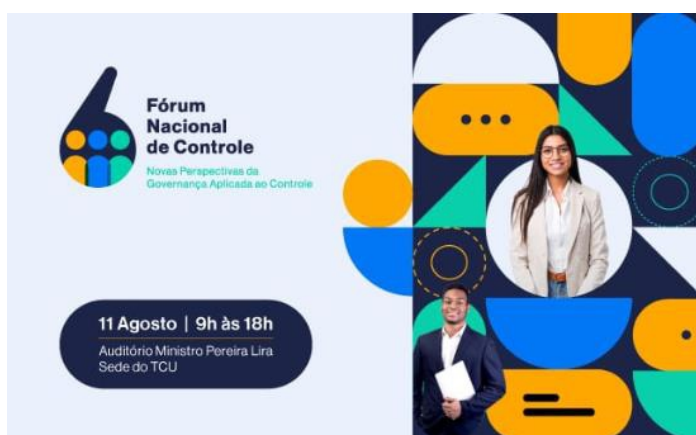 6
Fórum
Nacional
de Controle
Novas Perspectivas da
Governança Aplicada ao Controle
11 Agosto | 9h às 18h
Auditório Ministro Pereira Lira
Sede do TCU